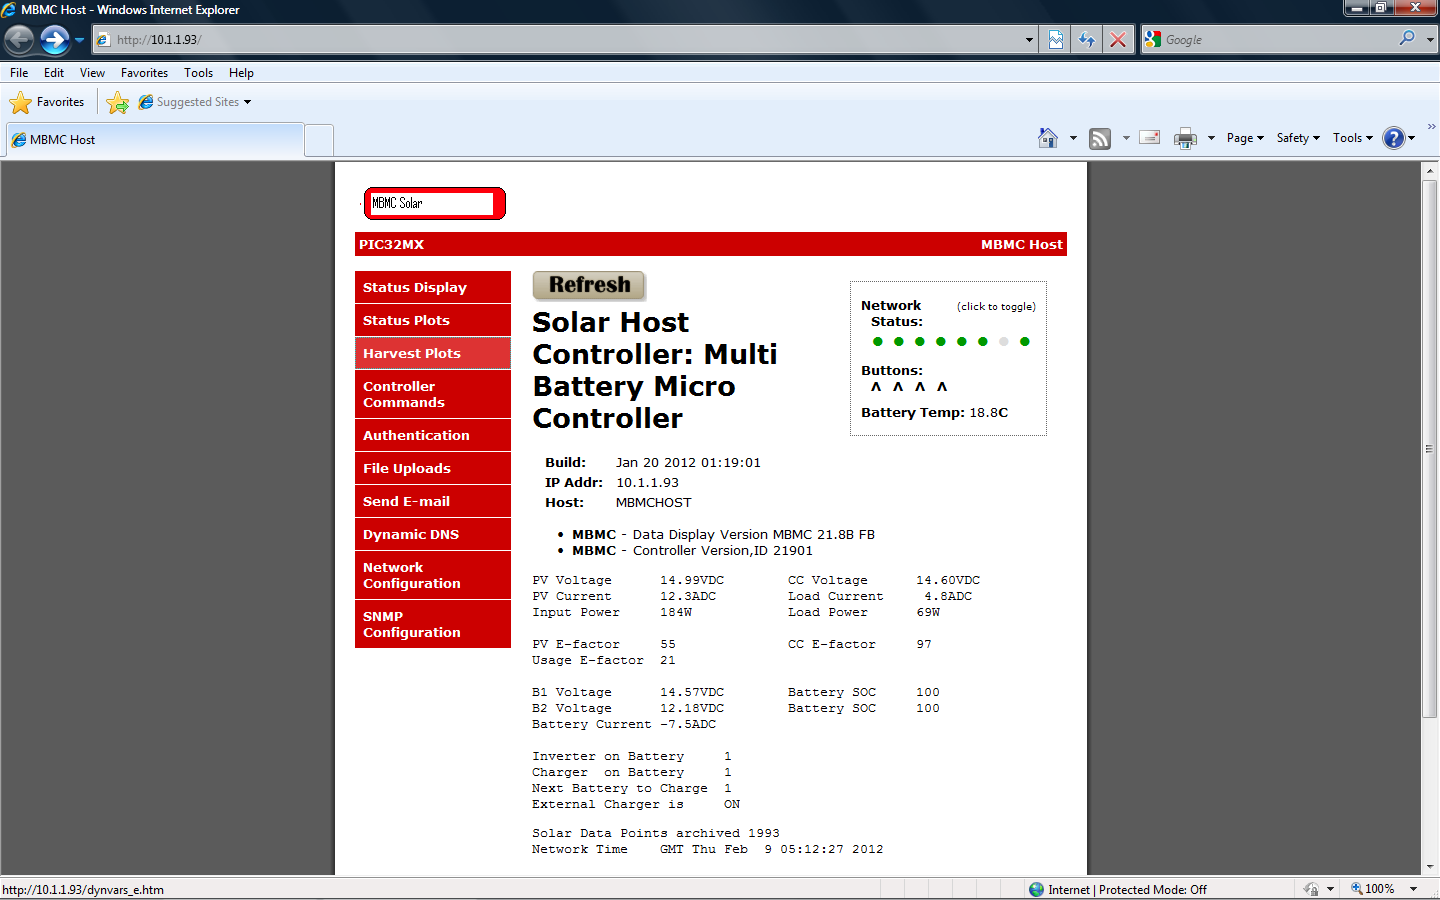 MBMC Host - Windows Internet Explorer
http://10.1.1.93/
Google
File Edit View Favorites Tools Help
Favorites Suggested Sites
MBMC Host
Page Safety Tools
MBMC Solar
PIC32MX MBMC Host
Status Display
Status Plots
Harvest Plots
Controller
Commands
Authentication
File Uploads
Send E-mail
Dynamic DNS
Network
Configuration
SNMP
Configuration
Refresh
Solar Host
Controller: Multi
Battery Micro
Controller
Network (click to toggle)
Status:
Buttons:
Λ Λ Λ Λ
Battery Temp: 18.8C
Build: Jan 20 2012 01:19:01
IP Addr: 10.1.1.93
Host: MBMCHOST
• MBMC - Data Display Version MBMC 21.8B FB
• MBMC - Controller Version,ID 21901
PV Voltage 14.99VDC CC Voltage 14.60VDC
PV Current 12.3ADC Load Current 4.8ADC
Input Power 184W Load Power 69W
PV E-factor 55 CC E-factor 97
Usage E-factor 21
B1 Voltage 14.57VDC Battery SOC 100
B2 Voltage 12.18VDC Battery SOC 100
Battery Current -7.5ADC
Inverter on Battery 1
Charger on Battery 1
Next Battery to Charge 1
External Charger is ON
Solar Data Points archived 1993
Network Time GMT Thu Feb 9 05:12:27 2012
http://10.1.1.93/dynvars_e.htm
Internet | Protected Mode: Off
100%